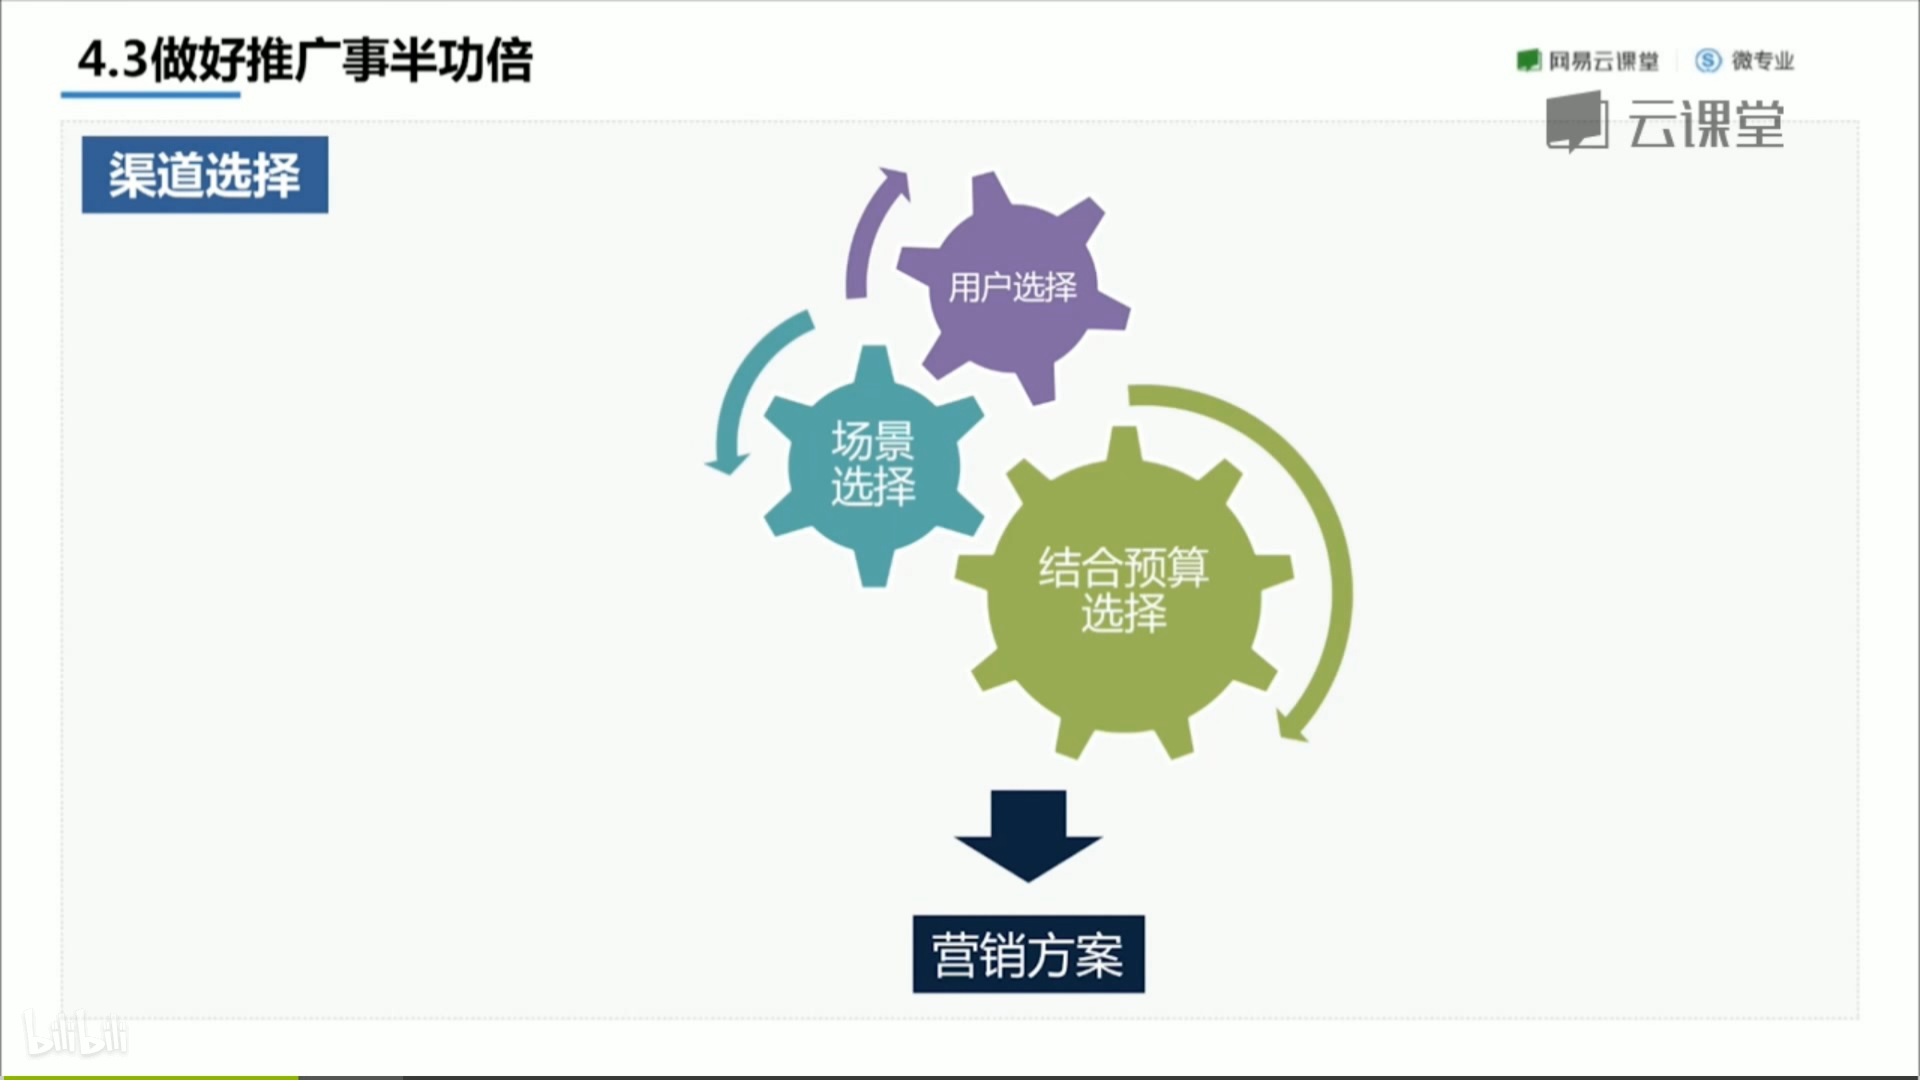 4.3做好推广事半功倍
网易云课堂
微专业
云课堂
渠道选择
用户选择
场景
选择
结合预算
选择
营销方案
bilibili